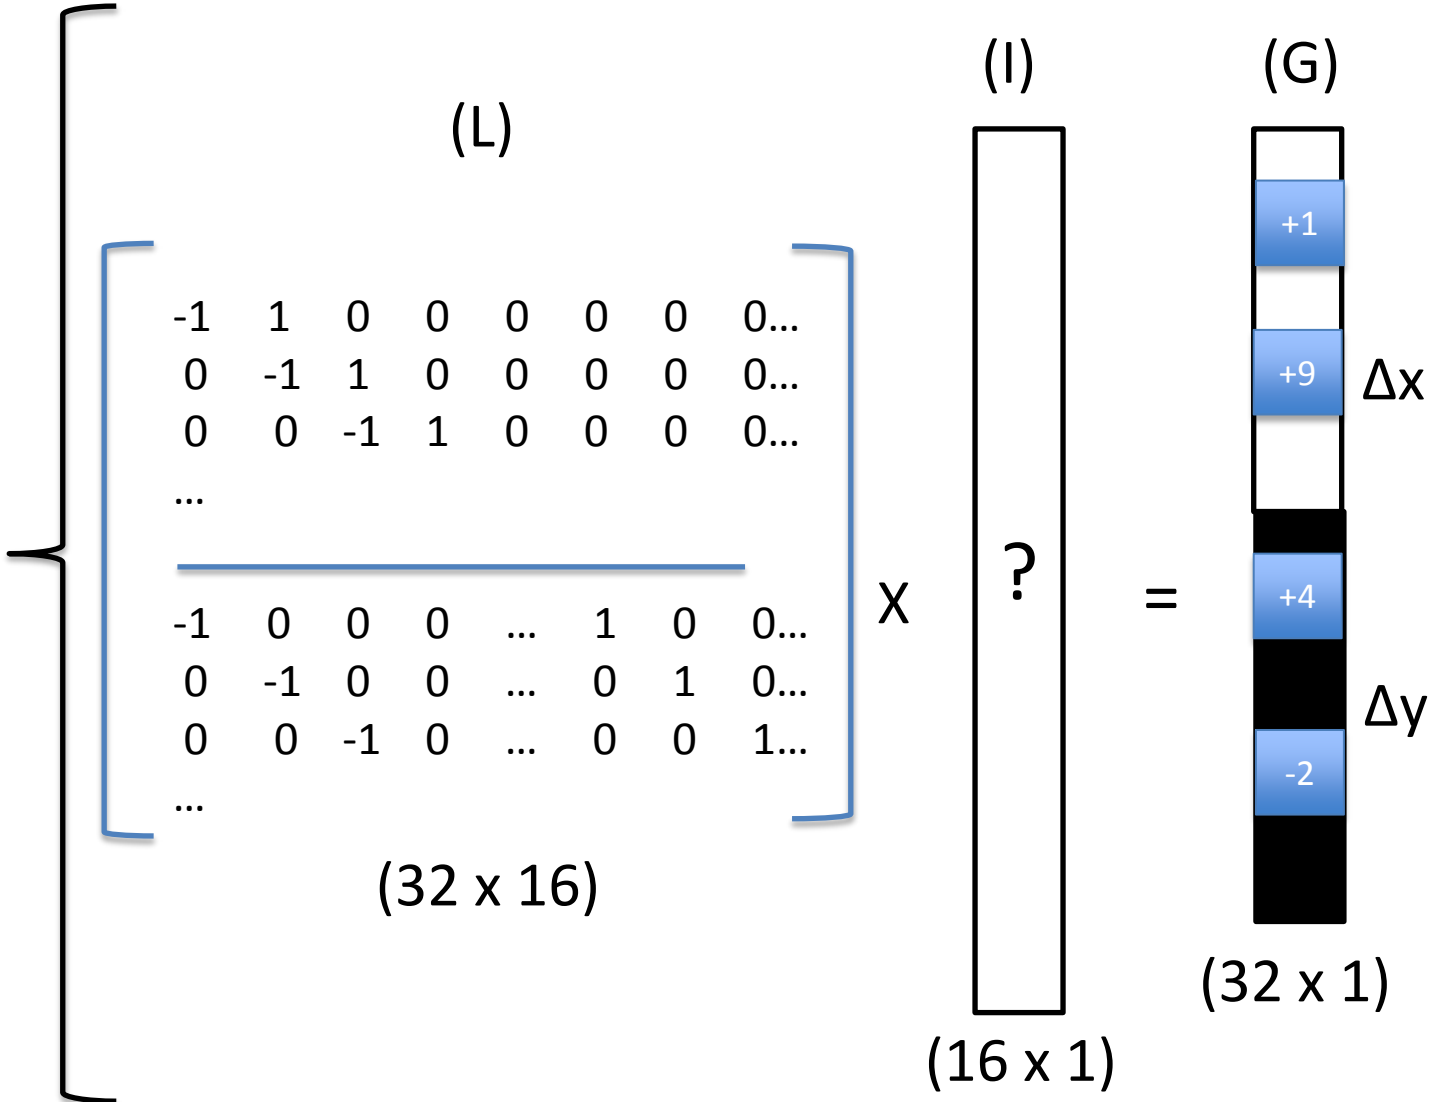 (L)
-1 1 0 0 0 0 0 0...
0 -1 1 0 0 0 0 0...
0 0 -1 1 0 0 0 0...
...
-1 0 0 0 ... 1 0 0...
0 -1 0 0 ... 0 1 0...
0 0 -1 0 ... 0 0 1...
...
(32 x 16)
X
(I)
?
(16 x 1)
=
(G)
+1
+9
Δx
+4
Δy
-2
(32 x 1)